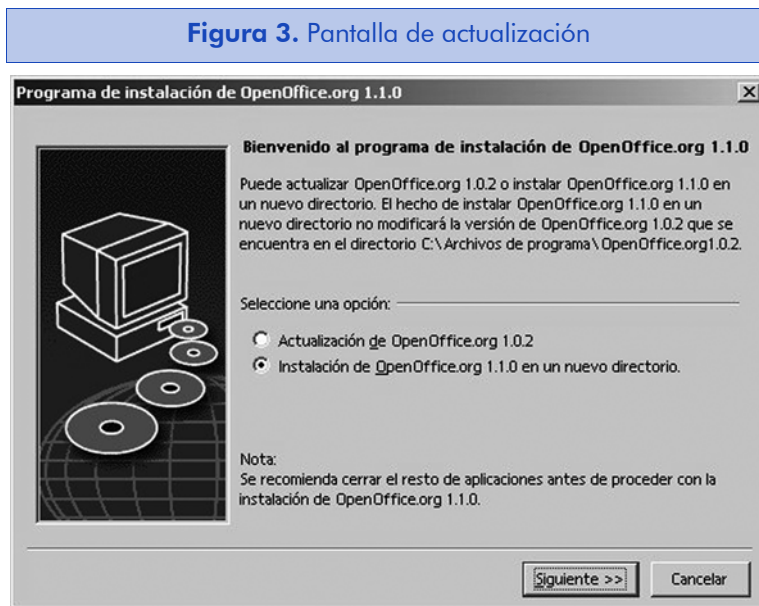 Figura 3. Pantalla de actualización
Programa de instalación de OpenOffice.org 1.1.0
Bienvenido al programa de instalación de OpenOffice.org 1.1.0
Puede actualizar OpenOffice.org 1.0.2 o instalar OpenOffice.org 1.1.0 en
un nuevo directorio. El hecho de instalar OpenOffice.org 1.1.0 en un
nuevo directorio no modificará la versión de OpenOffice.org 1.0.2 que se
encuentra en el directorio C:\Archivos de programa\OpenOffice.org1.0.2.
Seleccione una opción:
Actualización de OpenOffice.org 1.0.2
Instalación de OpenOffice.org 1.1.0 en un nuevo directorio.
Nota:
Se recomienda cerrar el resto de aplicaciones antes de proceder con la
instalación de OpenOffice.org 1.1.0.
Siguiente >>
Cancelar